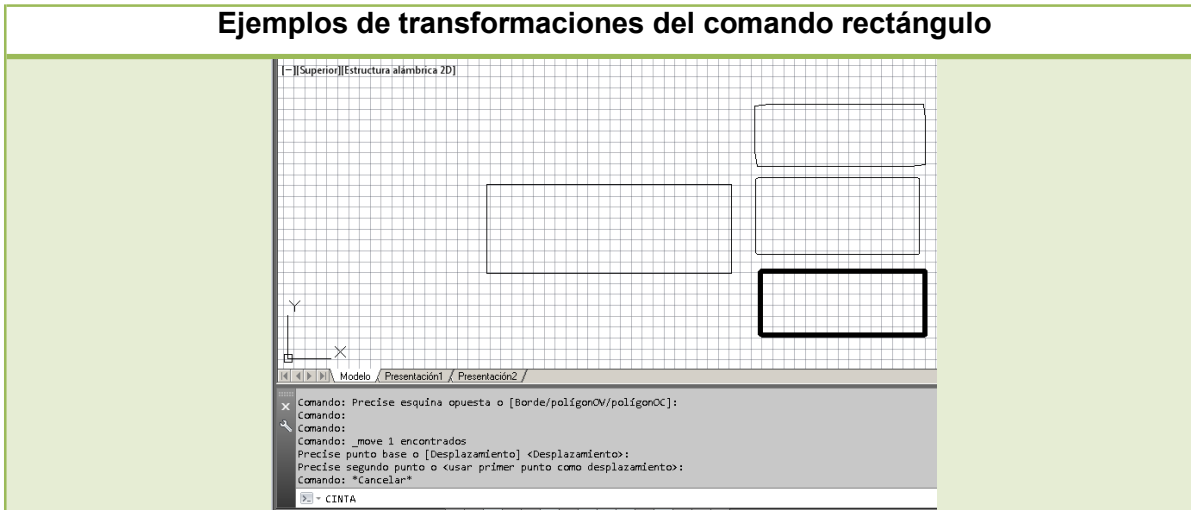 Ejemplos de transformaciones del comando rectángulo
[−][Superior][Estructura alámbrica 2D]
Y
X
Modelo / Presentación1 / Presentación2 /
Comando: Precise esquina opuesta o [Borde/polígonOV/polígonOC]:
Comando:
Comando:
Comando: _move 1 encontrados
Precise punto base o [Desplazamiento] <Desplazamiento>:
Precise segundo punto o <usar primer punto como desplazamiento>:
Comando: *Cancelar*
CINTA